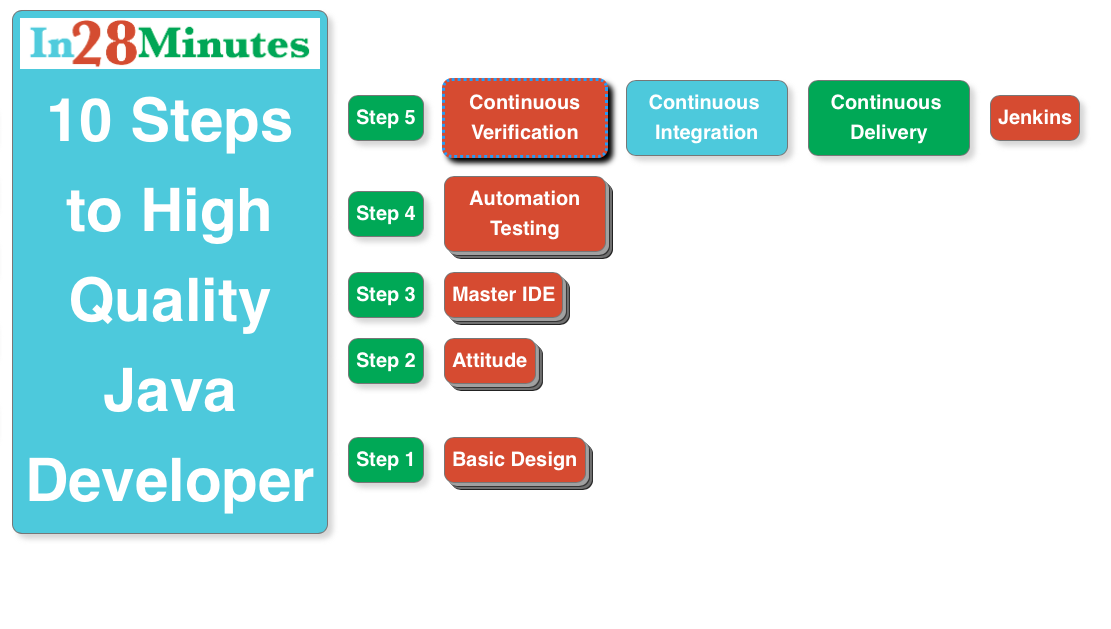 In28Minutes
10 Steps
to High
Quality
Java
Developer
Step 5
Continuous
Verification
Continuous
Integration
Continuous
Delivery
Jenkins
Step 4
Automation
Testing
Step 3
Master IDE
Step 2
Attitude
Step 1
Basic Design